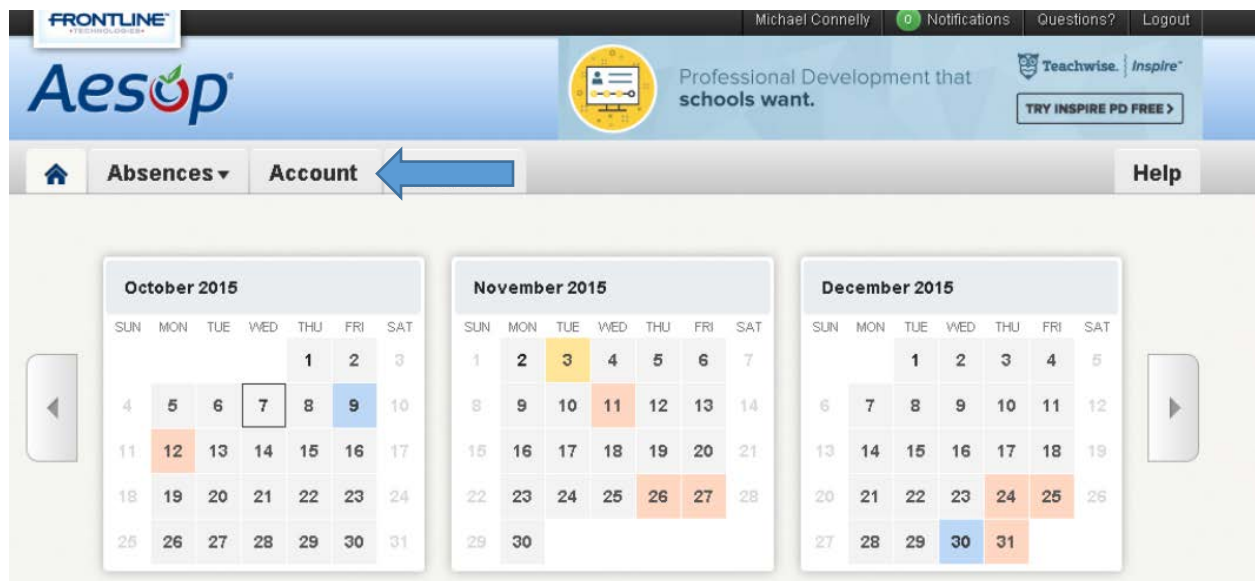 FRONTLINE
TECHNOLOGIES
Michael Connelly 0 Notifications Questions? Logout
Aesop
Professional Development that
schools want.
Teachwise. Inspire™
TRY INSPIRE PD FREE >
Absences Account
Help
October 2015
SUN MON TUE WED THU FRI SAT
1 2 3
4 5 6 7 8 9 10
11 12 13 14 15 16 17
18 19 20 21 22 23 24
25 26 27 28 29 30 31
November 2015
SUN MON TUE WED THU FRI SAT
1 2 3 4 5 6 7
8 9 10 11 12 13 14
15 16 17 18 19 20 21
22 23 24 25 26 27 28
29 30
December 2015
SUN MON TUE WED THU FRI SAT
1 2 3 4 5
6 7 8 9 10 11 12
13 14 15 16 17 18 19
20 21 22 23 24 25 26
27 28 29 30 31